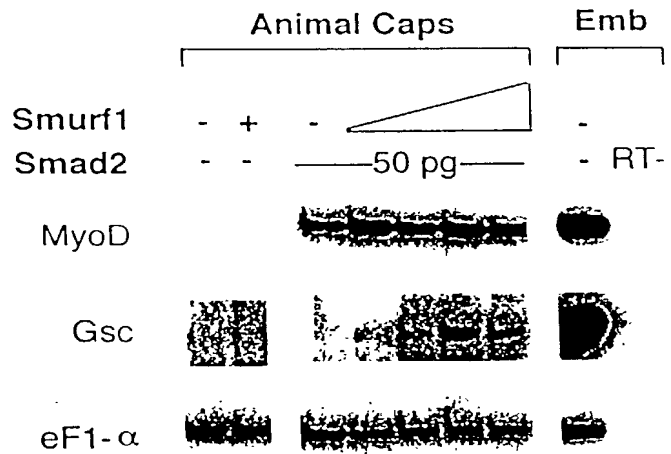 Animal Caps Emb
Smurf1 - + - -
Smad2 - - 50 pg - RT-
MyoD
Gsc
eF1-α